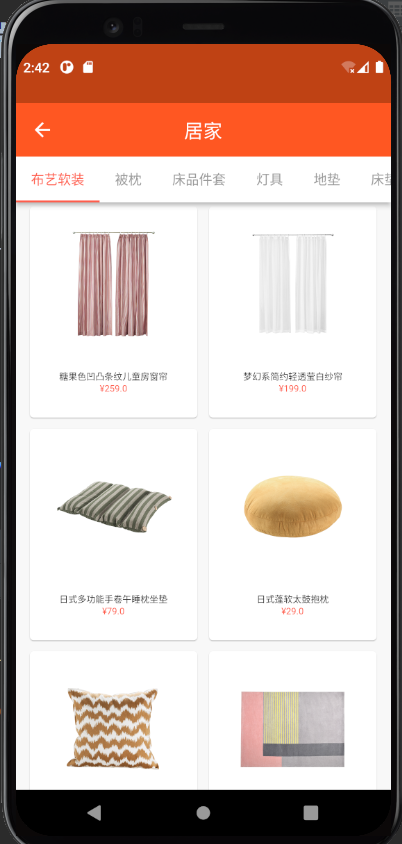 2:42
居家
布艺软装 被枕 床品件套 灯具 地垫 床垫
糖果色凹凸条纹儿童房窗帘
¥259.0
梦幻系简约轻透莹白纱帘
¥199.0
日式多功能手卷午睡枕坐垫
¥79.0
日式蓬软太鼓抱枕
¥29.0